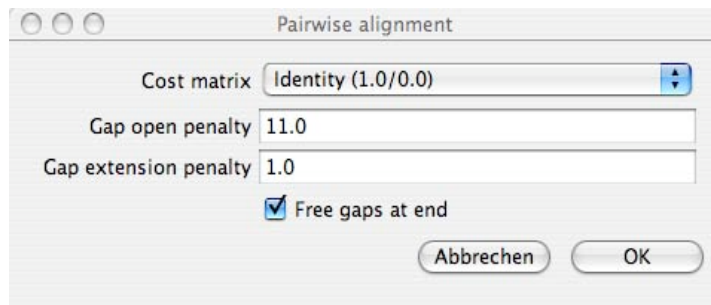 Pairwise alignment
Cost matrix Identity (1.0/0.0)
Gap open penalty 11.0
Gap extension penalty 1.0
Free gaps at end
Abbrechen OK